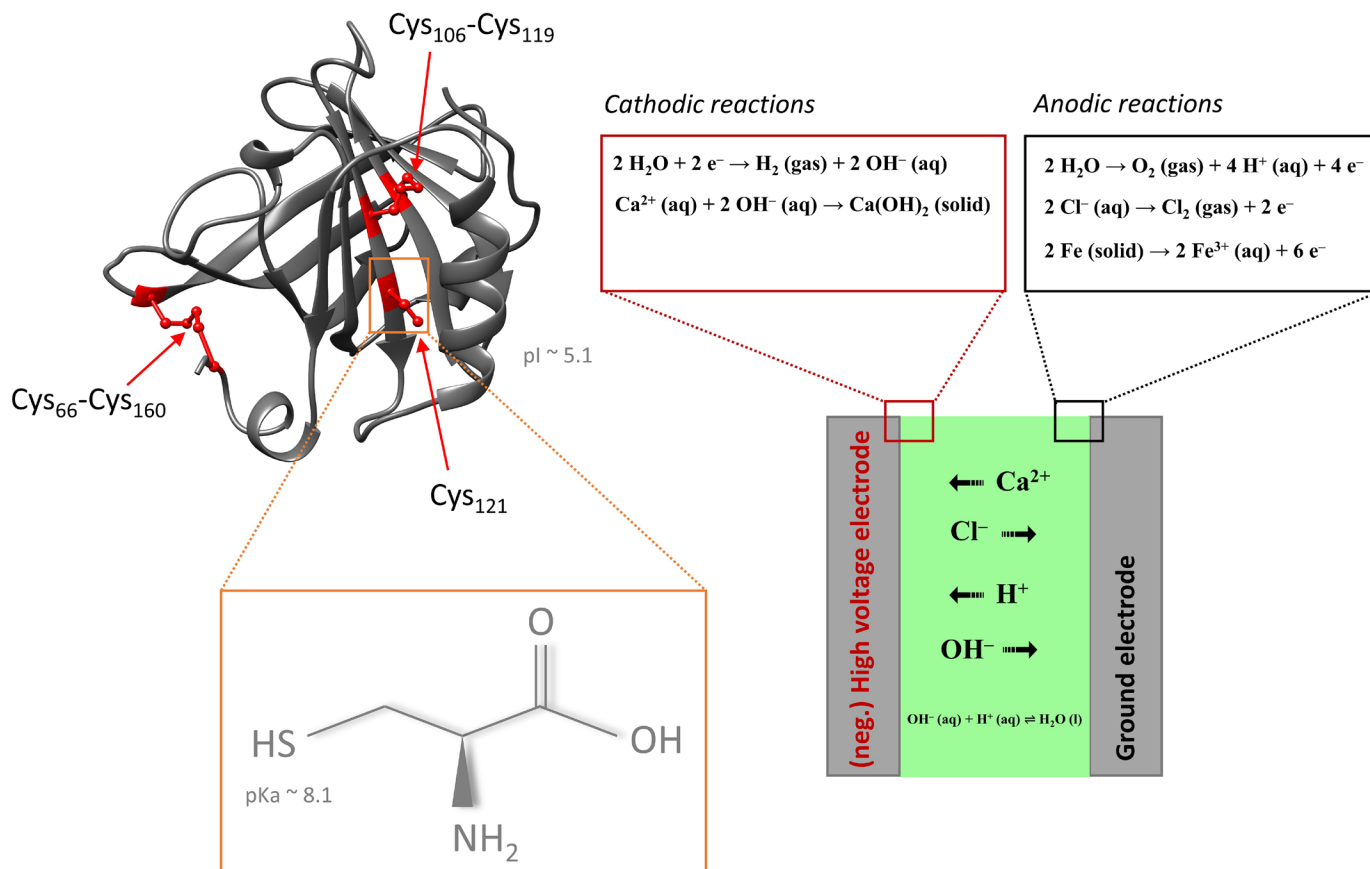 Cys₁₀₆-Cys₁₁₉
Cys₆₆-Cys₁₆₀
Cys₁₂₁
pI ~ 5.1
O
HS
OH
pKa ~ 8.1
NH₂
Cathodic reactions
2 H₂O + 2 e⁻ → H₂ (gas) + 2 OH⁻ (aq)
Ca²⁺ (aq) + 2 OH⁻ (aq) → Ca(OH)₂ (solid)
Anodic reactions
2 H₂O → O₂ (gas) + 4 H⁺ (aq) + 4 e⁻
2 Cl⁻ (aq) → Cl₂ (gas) + 2 e⁻
2 Fe (solid) → 2 Fe³⁺ (aq) + 6 e⁻
(neg.) High voltage electrode
Ca²⁺
Cl⁻
H⁺
OH⁻
OH⁻ (aq) + H⁺ (aq) ⇌ H₂O (l)
Ground electrode